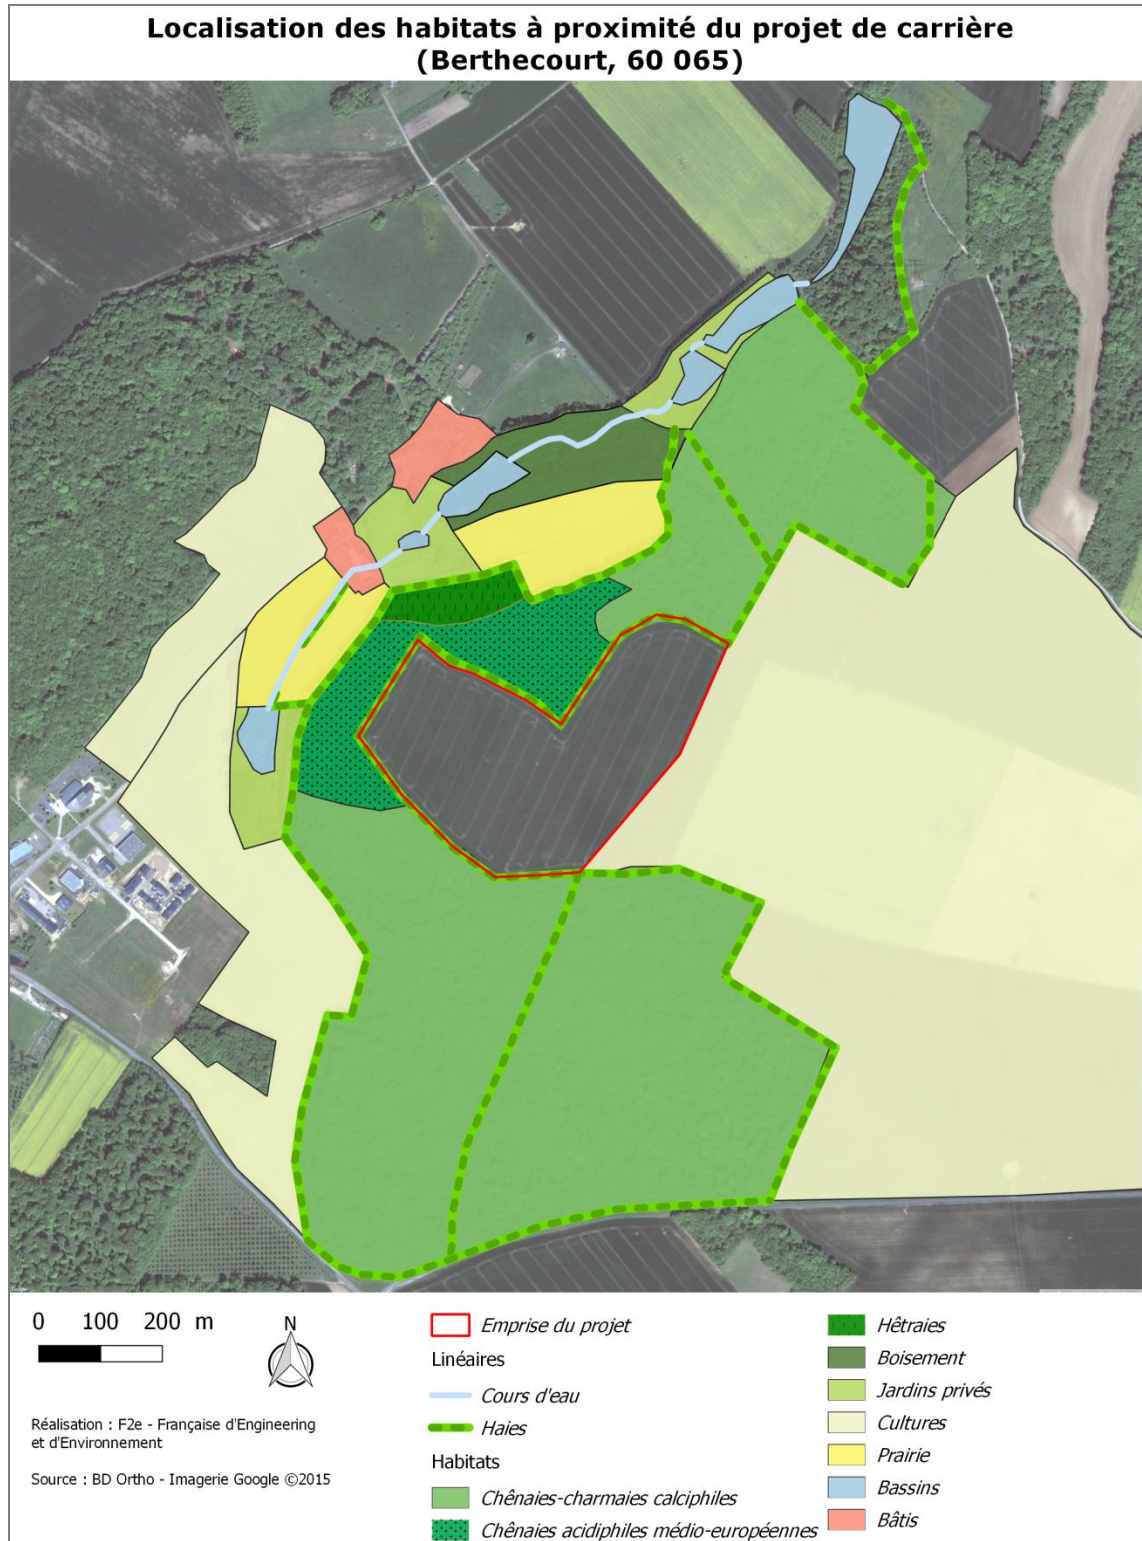 Localisation des habitats à proximité du projet de carrière
(Berthecourt, 60 065)
0 100 200 m
N
Réalisation : F2e - Française d'Engineering
et d'Environnement
Source : BD Ortho - Imagerie Google ©2015
Emprise du projet
Linéaires
Cours d'eau
Haies
Habitats
Chênaies-charmaies calciphiles
Chênaies acidiphiles médio-européennes
Hêtraies
Boisement
Jardins privés
Cultures
Prairie
Bassins
Bâtis